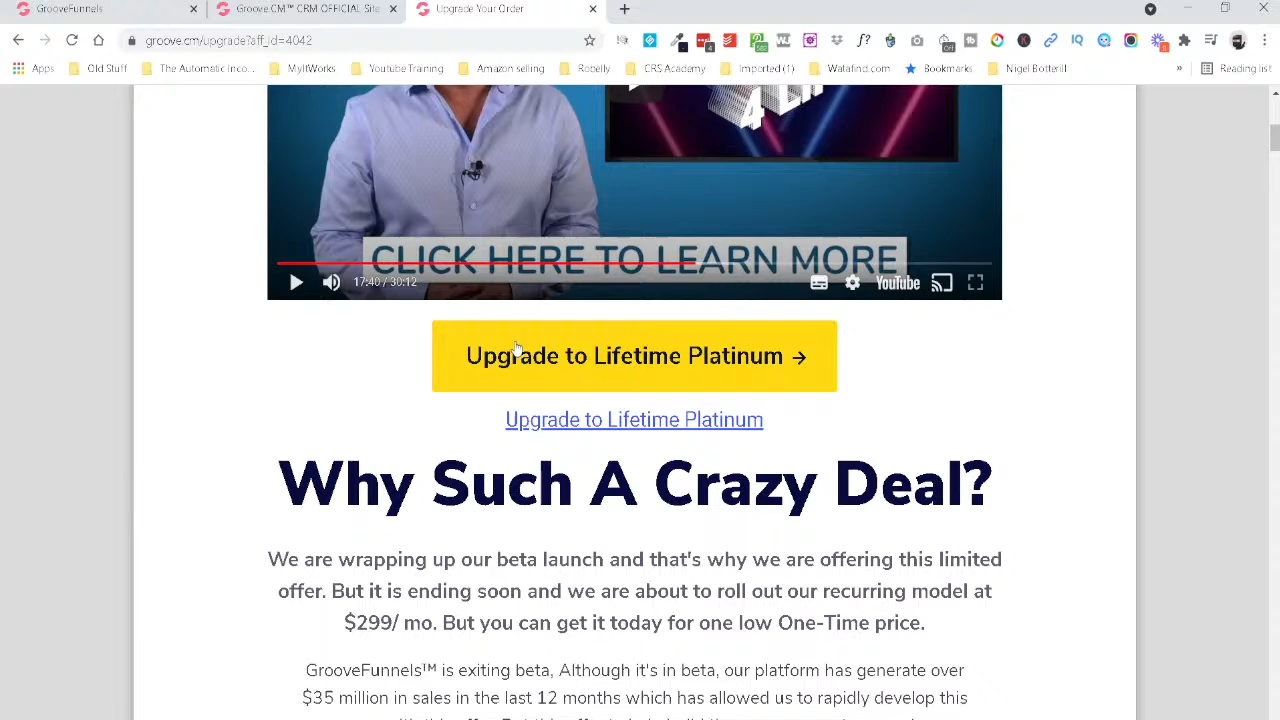 GrooveFunnels
Groove.CM™ CRM OFFICIAL Site
Upgrade Your Order
groove.cm/upgrade?aff_id=4042
Apps
Old Stuff
The Automatic Inco...
MyItWorks
Youtube Training
Amazon selling
Robelly
CRS Academy
Imported (1)
Watafind.com
Bookmarks
Nigel Botterill
»
Reading list
4
CLICK HERE TO LEARN MORE
17:40 / 30:12
YouTube
Upgrade to Lifetime Platinum →
Upgrade to Lifetime Platinum
Why Such A Crazy Deal?
We are wrapping up our beta launch and that's why we are offering this limited
offer. But it is ending soon and we are about to roll out our recurring model at
$299/ mo. But you can get it today for one low One-Time price.
GrooveFunnels™ is exiting beta, Although it's in beta, our platform has generate over
$35 million in sales in the last 12 months which has allowed us to rapidly develop this